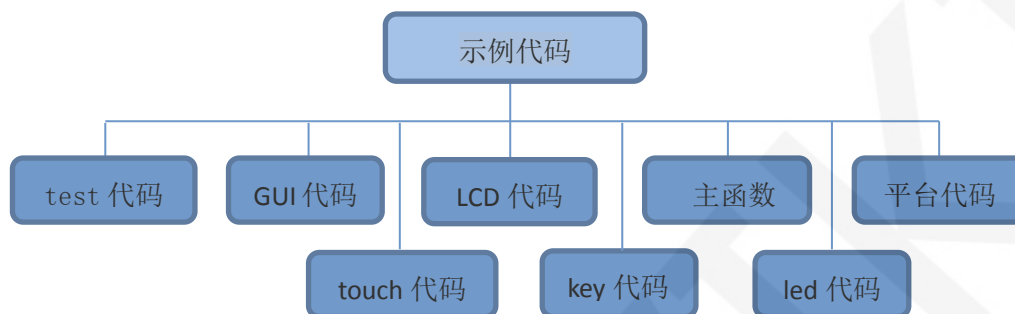 示例代码
test 代码
GUI 代码
LCD 代码
主函数
平台代码
touch 代码
key 代码
led 代码